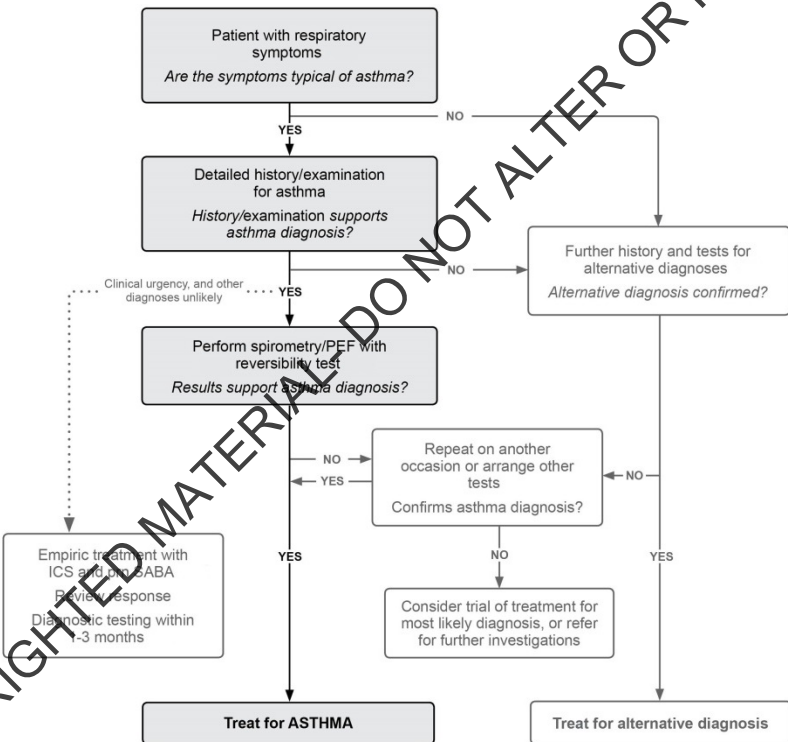 Patient with respiratory
symptoms
Are the symptoms typical of asthma?
NO
YES
Detailed history/examination
for asthma
History/examination supports
asthma diagnosis?
Further history and tests for
alternative diagnoses
Alternative diagnosis confirmed?
NO
Clinical urgency, and other
diagnoses unlikely
YES
Perform spirometry/PEF with
reversibility test
Results support asthma diagnosis?
Repeat on another
occasion or arrange other
tests
Confirms asthma diagnosis?
NO
YES
NO
Empiric treatment with
ICS and prn SABA
Review response
Diagnostic testing within
1-3 months
YES
NO
YES
Consider trial of treatment for
most likely diagnosis, or refer
for further investigations
Treat for ASTHMA
Treat for alternative diagnosis
RIGHTED MATERIAL- DO NOT ALTER OR